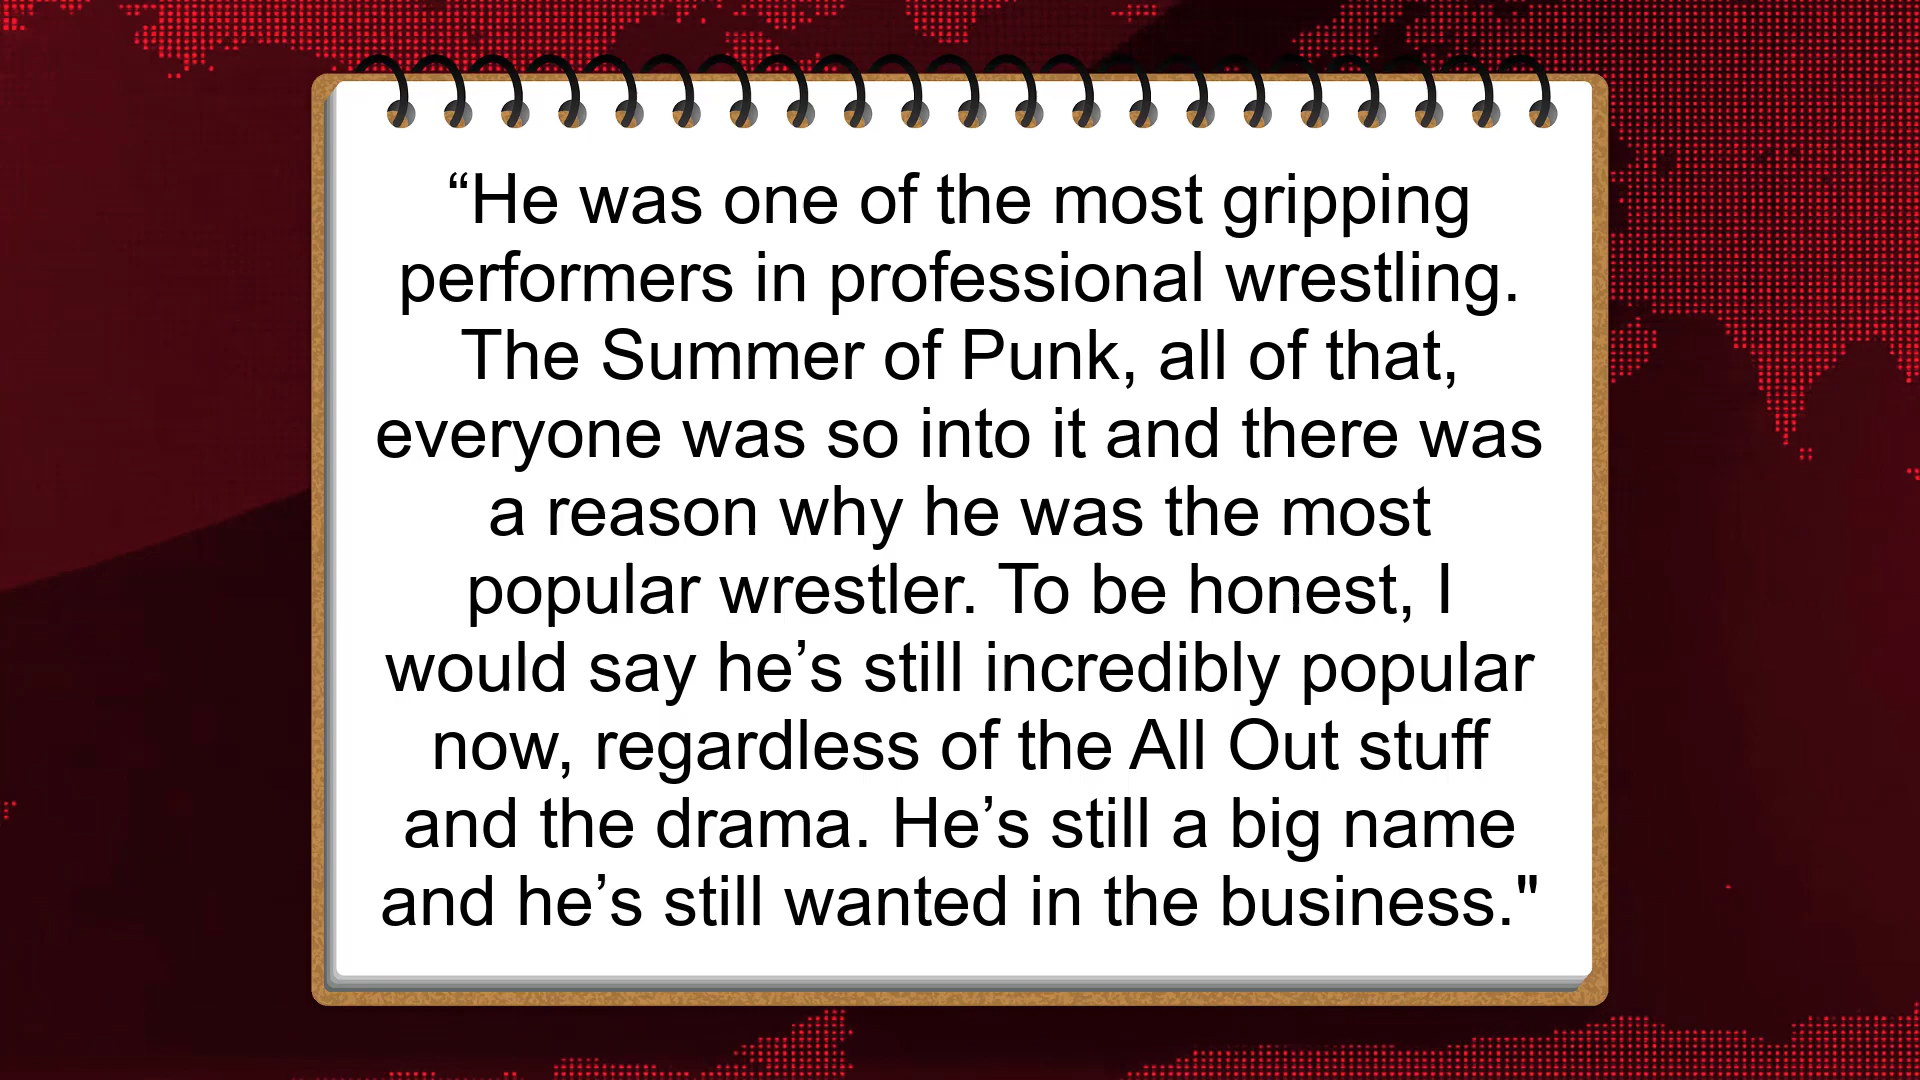 “He was one of the most gripping
performers in professional wrestling.
The Summer of Punk, all of that,
everyone was so into it and there was
a reason why he was the most
popular wrestler. To be honest, I
would say he’s still incredibly popular
now, regardless of the All Out stuff
and the drama. He’s still a big name
and he’s still wanted in the business."